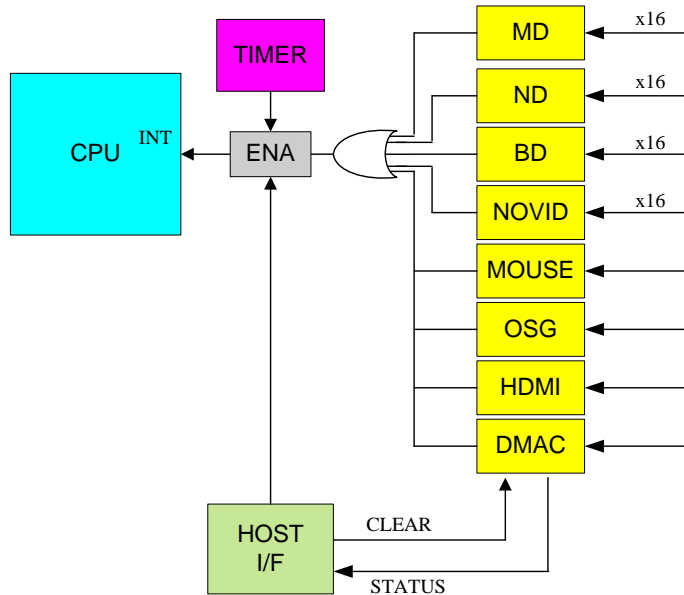 MD
x16
TIMER
ND
x16
CPU
INT
ENA
BD
x16
NOVID
x16
MOUSE
OSG
HDMI
DMAC
HOST
I/F
CLEAR
STATUS